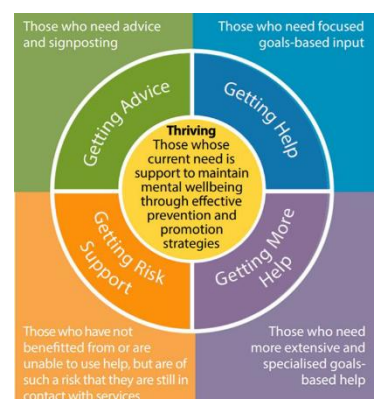 Those who need advice
and signposting
Those who need focused
goals-based input
Getting Advice
Getting Help
Thriving
Those whose
current need is
support to maintain
mental wellbeing
through effective
prevention and
promotion
strategies
Getting Risk
Support
Getting More
Help
Those who have not
benefitted from or are
unable to use help, but are of
such a risk that they are still in
contact with services
Those who need
more extensive and
specialised goals-
based help